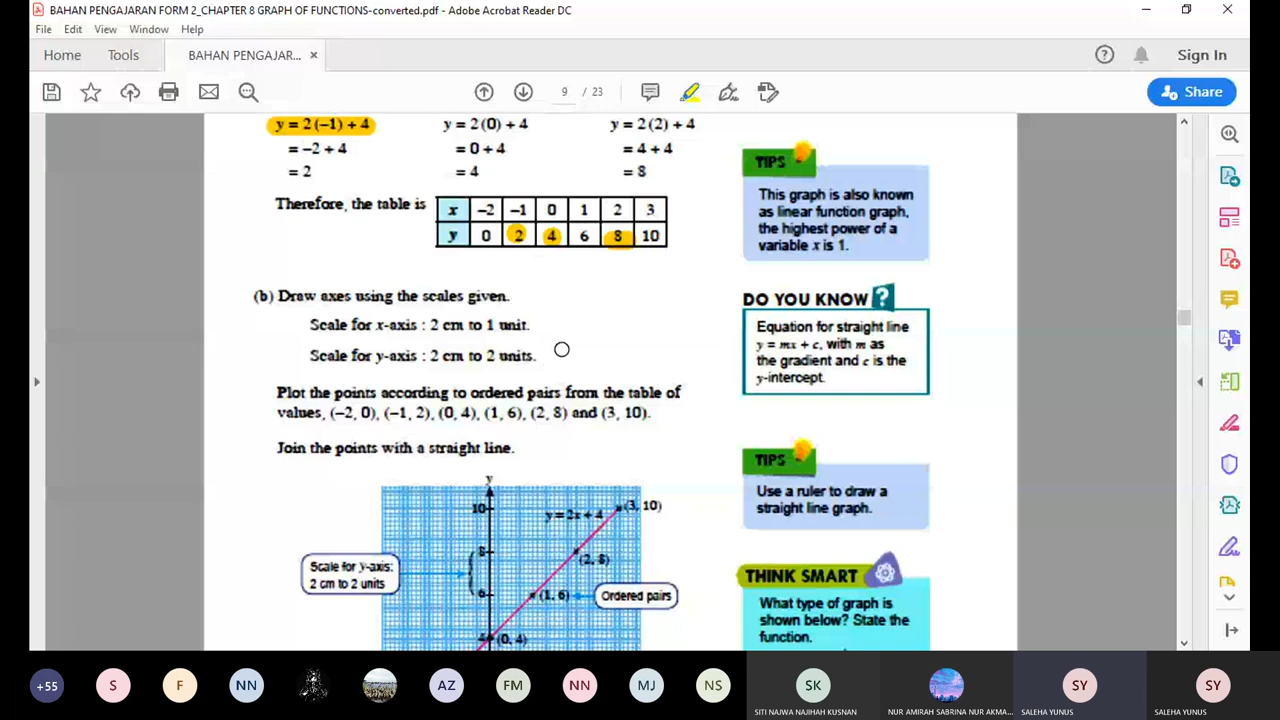 BAHAN PENGAJARAN FORM 2_CHAPTER 8 GRAPH OF FUNCTIONS-converted.pdf - Adobe Acrobat Reader DC
File Edit View Window Help
Home Tools BAHAN PENGAJAR... × Sign In
9 / 23 Share
y = 2(−1) + 4 y = 2(0) + 4 y = 2(2) + 4
= −2 + 4 = 0 + 4 = 4 + 4
= 2 = 4 = 8
Therefore, the table is
x −2 −1 0 1 2 3
y 0 2 4 6 8 10
TIPS
This graph is also known
as linear function graph,
the highest power of a
variable x is 1.
(b) Draw axes using the scales given.
Scale for x-axis : 2 cm to 1 unit.
Scale for y-axis : 2 cm to 2 units.
DO YOU KNOW ?
Equation for straight line
y = mx + c, with m as
the gradient and c is the
y-intercept.
Plot the points according to ordered pairs from the table of
values, (−2, 0), (−1, 2), (0, 4), (1, 6), (2, 8) and (3, 10).
Join the points with a straight line.
TIPS
Use a ruler to draw a
straight line graph.
y
10 y = 2x + 4 (3, 10)
8 (2, 8)
Scale for y-axis:
2 cm to 2 units
6 (1, 6) Ordered pairs
4 (0, 4)
THINK SMART
What type of graph is
shown below? State the
function.
+55 S F NN AZ FM NN MJ NS SK SY SY
SITI NAJWA NAJIHAH KUSNAN NUR AMIRAH SABRINA NUR AKMA... SALEHA YUNUS SALEHA YUNUS